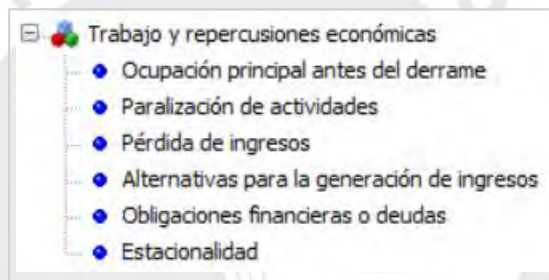 Trabajo y repercusiones económicas
Ocupación principal antes del derrame
Paralización de actividades
Pérdida de ingresos
Alternativas para la generación de ingresos
Obligaciones financieras o deudas
Estacionalidad